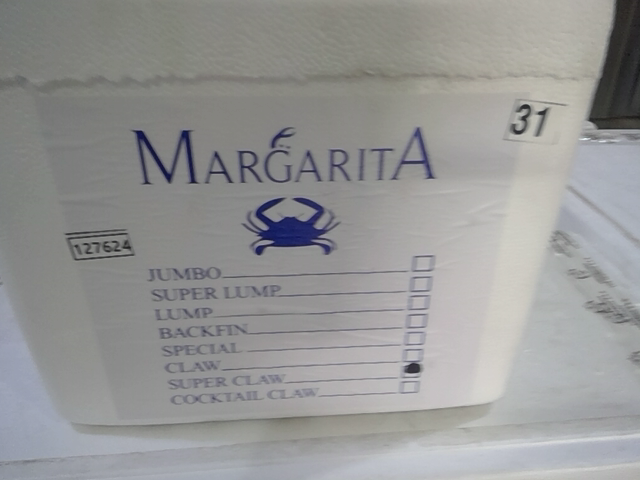 31
MARGARITA
127624
JUMBO
SUPER LUMP
LUMP
BACKFIN
SPECIAL
CLAW
SUPER CLAW
COCKTAIL CLAW